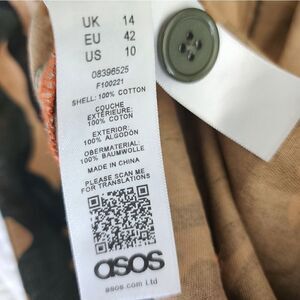 UK 14
EU 42
US 10
08396525
F100221
SHELL: 100% COTTON
COUCHE
EXTÉRIEURE:
100% COTON
EXTERIOR:
100% ALGODÓN
OBERMATERIAL:
100% BAUMWOLLE
MADE IN CHINA
PLEASE SCAN ME
FOR TRANSLATIONS
asos
asos.com Ltd